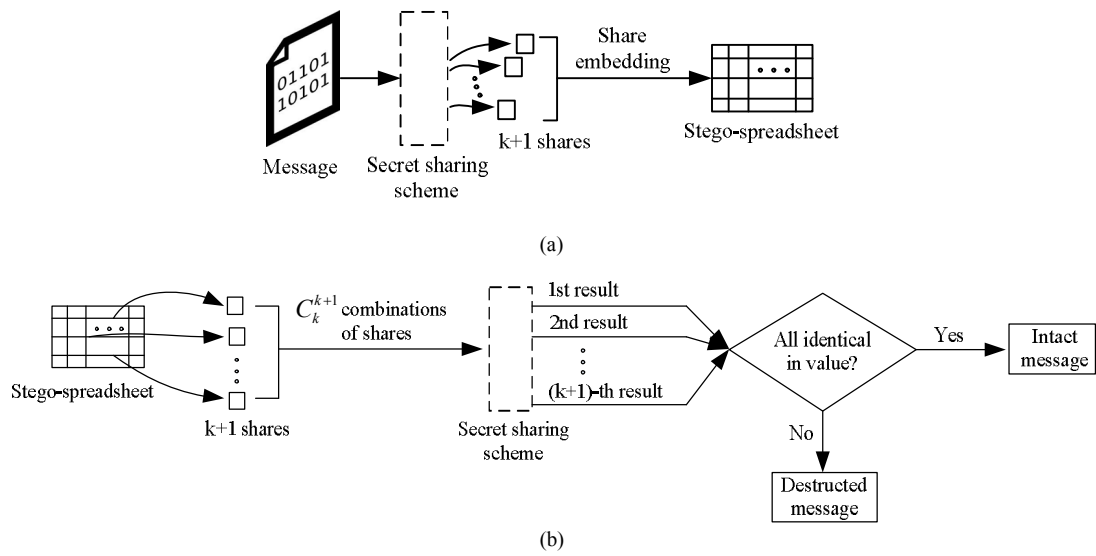 01101
10101
Message
Secret sharing
scheme
k+1 shares
Share
embedding
Stego-spreadsheet
(a)
Stego-spreadsheet
k+1 shares
C_k^{k+1} combinations
of shares
Secret sharing
scheme
1st result
2nd result
(k+1)-th result
All identical
in value?
Yes
Intact
message
No
Destructed
message
(b)